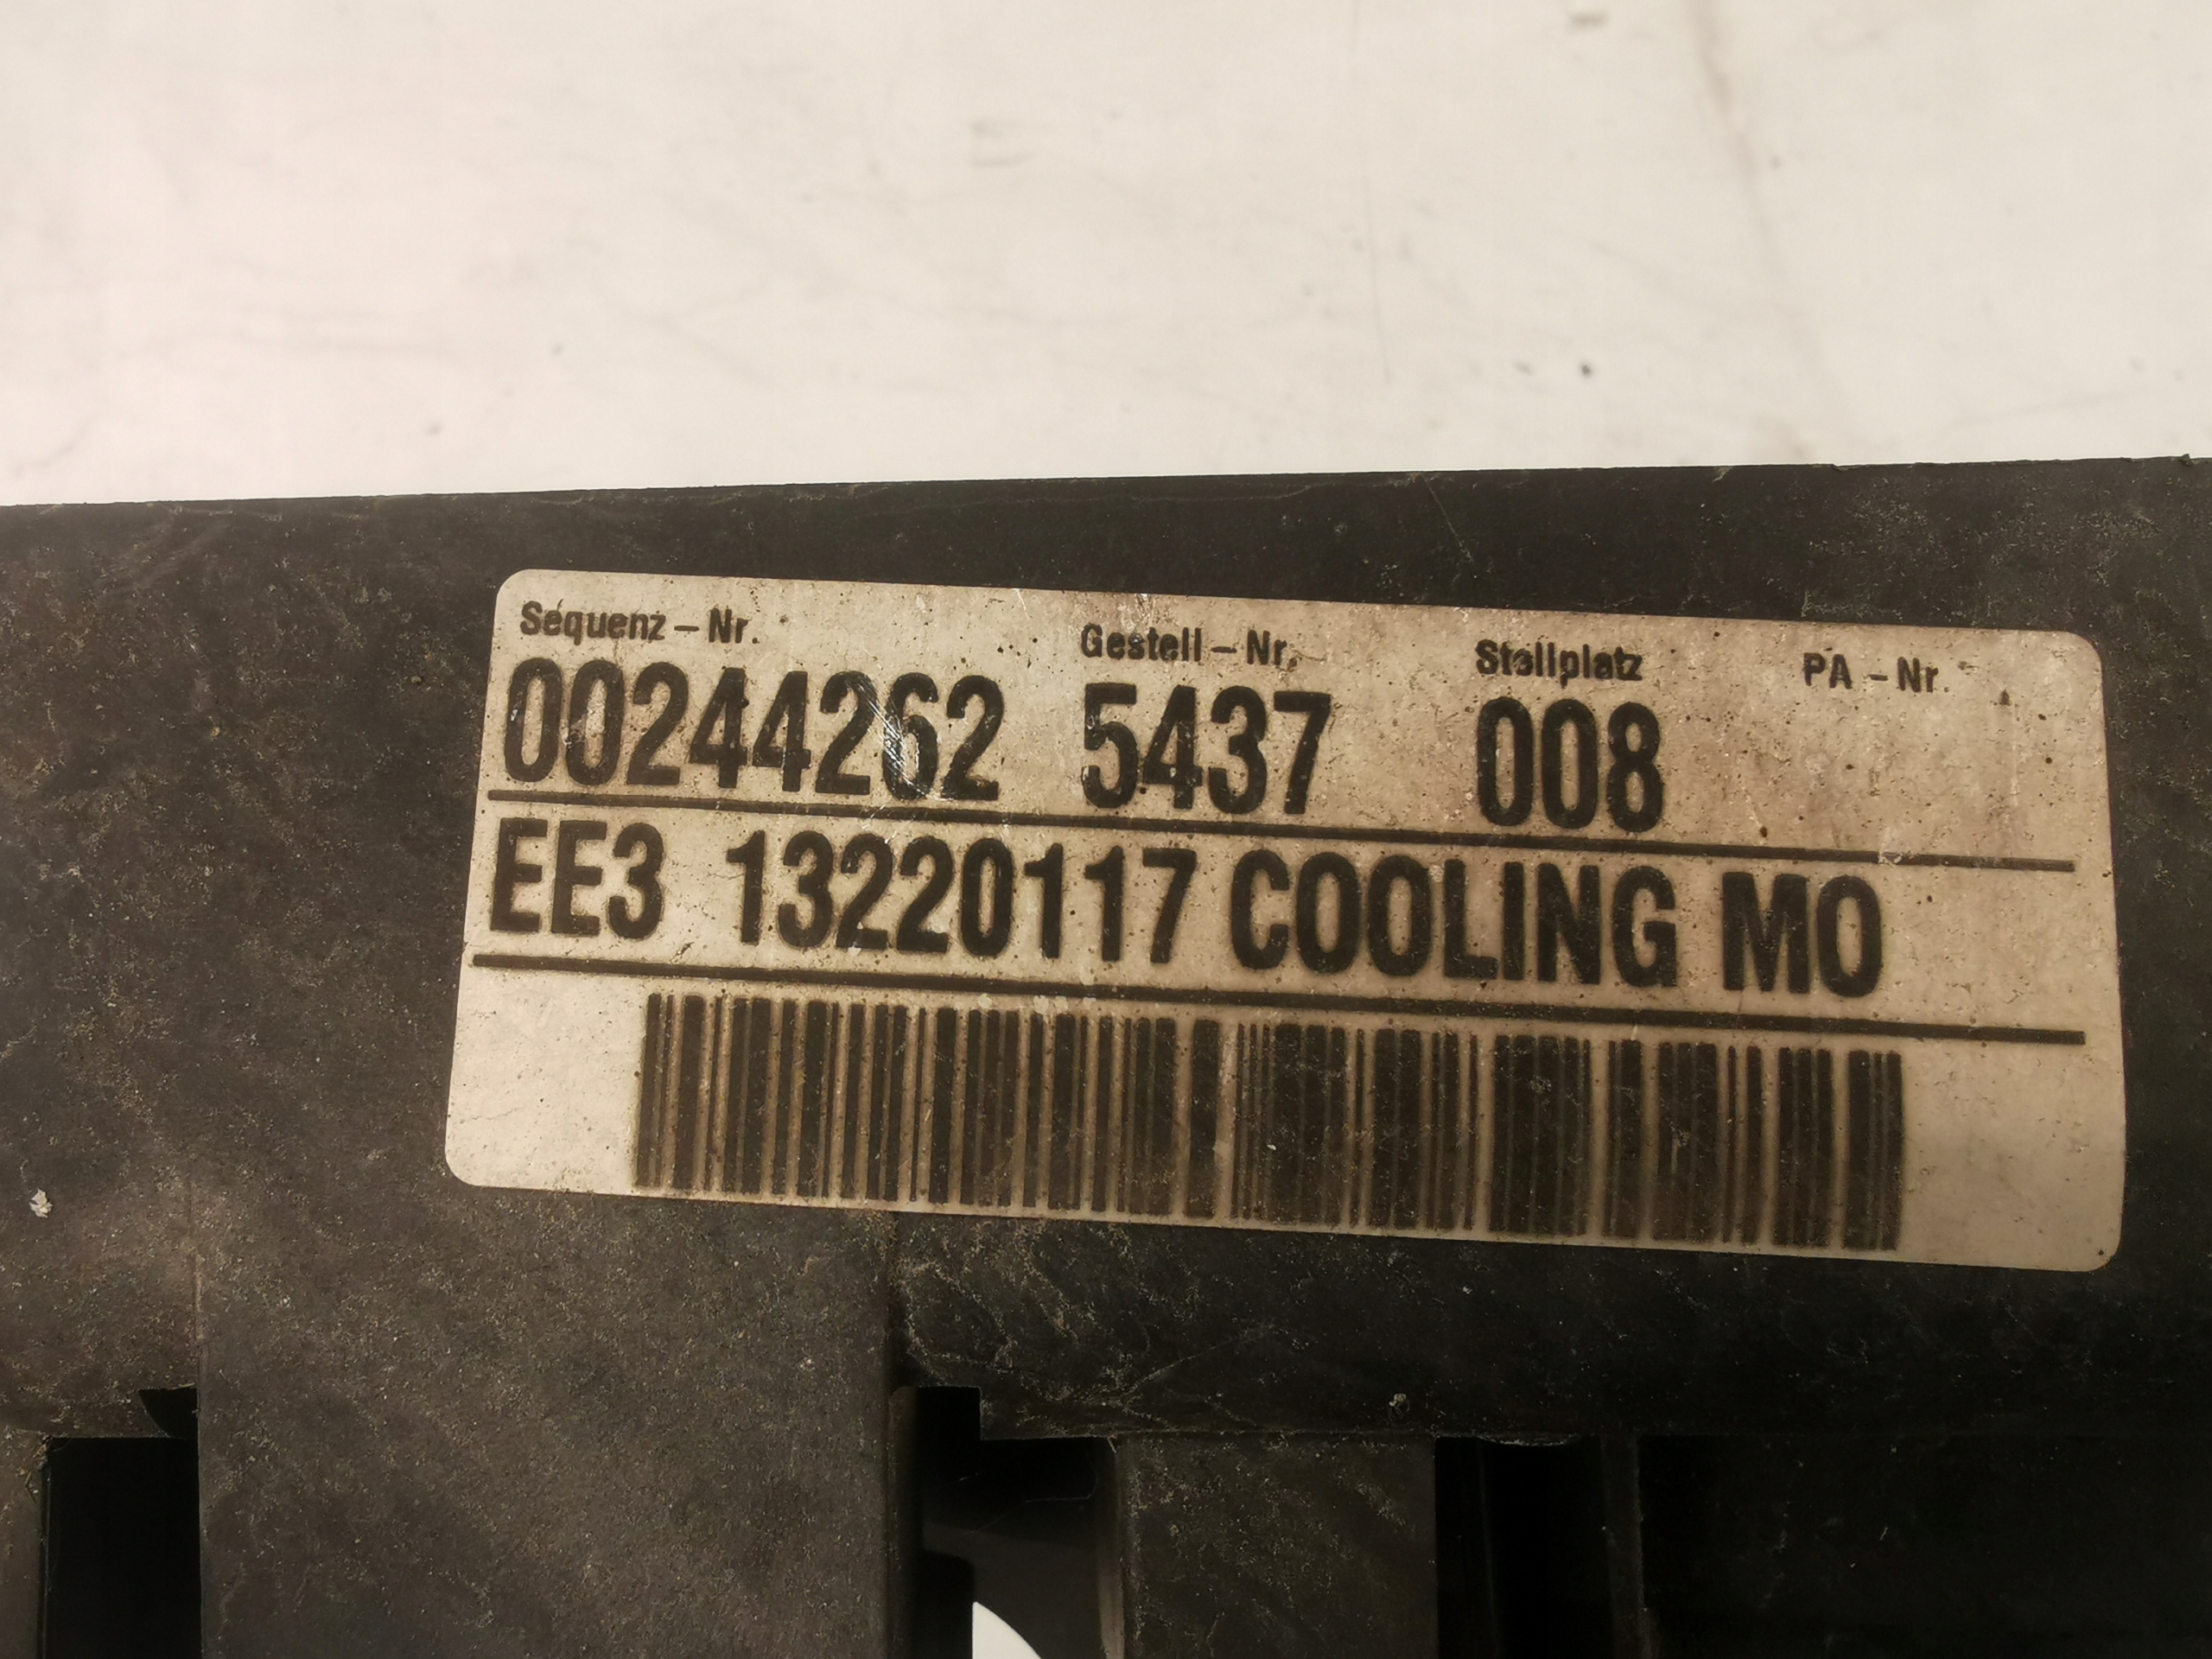 Sequenz - Nr. Gestell - Nr. Stellplatz PA - Nr.
00244262 5437 008
EE3 13220117 COOLING MO